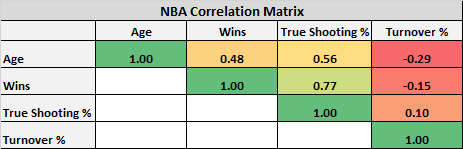 NBA Correlation Matrix
Age Wins True Shooting % Turnover %
Age 1.00 0.48 0.56 -0.29
Wins 1.00 0.77 -0.15
True Shooting % 1.00 0.10
Turnover % 1.00